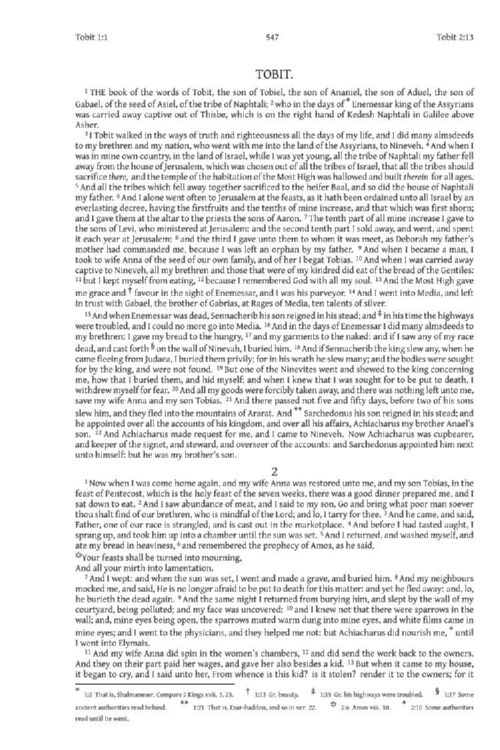 Tobit 1:1 547 Tobit 2:13
TOBIT.
1 THE book of the words of Tobit, the son of Tobiel, the son of Ananiel, the son of Aduel, the son of
Gabael, of the seed of Asiel, of the tribe of Naphtali; 2 who in the days of * Enemessar king of the Assyrians
was carried away captive out of Thisbe, which is on the right hand of Kedesh Naphtali in Galilee above
Asher.
3 I Tobit walked in the ways of truth and righteousness all the days of my life, and I did many almsdeeds
to my brethren and my nation, who went with me into the land of the Assyrians, to Nineveh. 4 And when I
was in mine own country, in the land of Israel, while I was yet young, all the tribe of Naphtali my father fell
away from the house of Jerusalem, which was chosen out of all the tribes of Israel, that all the tribes should
sacrifice there, and the temple of the habitation of the Most High was hallowed and built therein for all ages.
5 And all the tribes which fell away together sacrificed to the heifer Baal, and so did the house of Naphtali
my father. 6 And I alone went often to Jerusalem at the feasts, as it hath been ordained unto all Israel by an
everlasting decree, having the firstfruits and the tenths of mine increase, and that which was first shorn;
and I gave them at the altar to the priests the sons of Aaron. 7 The tenth part of all mine increase I gave to
the sons of Levi, who ministered at Jerusalem: and the second tenth part I sold away, and went, and spent
it each year at Jerusalem: 8 and the third I gave unto them to whom it was meet, as Deborah my father's
mother had commanded me, because I was left an orphan by my father. 9 And when I became a man, I
took to wife Anna of the seed of our own family, and of her I begat Tobias. 10 And when I was carried away
captive to Nineveh, all my brethren and those that were of my kindred did eat of the bread of the Gentiles:
11 but I kept myself from eating, 12 because I remembered God with all my soul. 13 And the Most High gave
me grace and † favour in the sight of Enemessar, and I was his purveyor. 14 And I went into Media, and left
in trust with Gabael, the brother of Gabrias, at Rages of Media, ten talents of silver.
15 And when Enemessar was dead, Sennacherib his son reigned in his stead; and ‡ in his time the highways
were troubled, and I could no more go into Media. 16 And in the days of Enemessar I did many almsdeeds to
my brethren: I gave my bread to the hungry, 17 and my garments to the naked: and if I saw any of my race
dead, and cast forth § on the wall of Nineveh, I buried him. 18 And if Sennacherib the king slew any, when he
came fleeing from Judaea, I buried them privily; for in his wrath he slew many; and the bodies were sought
for by the king, and were not found. 19 But one of the Ninevites went and shewed to the king concerning
me, how that I buried them, and hid myself; and when I knew that I was sought for to be put to death, I
withdrew myself for fear. 20 And all my goods were forcibly taken away, and there was nothing left unto me,
save my wife Anna and my son Tobias. 21 And there passed not five and fifty days, before two of his sons
slew him, and they fled into the mountains of Ararat. And ** Sarchedonus his son reigned in his stead; and
he appointed over all the accounts of his kingdom, and over all his affairs, Achiacharus my brother Anael's
son. 22 And Achiacharus made request for me, and I came to Nineveh. Now Achiacharus was cupbearer,
and keeper of the signet, and steward, and overseer of the accounts: and Sarchedonus appointed him next
unto himself: but he was my brother's son.
2
1 Now when I was come home again, and my wife Anna was restored unto me, and my son Tobias, in the
feast of Pentecost, which is the holy feast of the seven weeks, there was a good dinner prepared me, and I
sat down to eat. 2 And I saw abundance of meat, and I said to my son, Go and bring what poor man soever
thou shalt find of our brethren, who is mindful of the Lord; and lo, I tarry for thee. 3 And he came, and said,
Father, one of our race is strangled, and is cast out in the marketplace. 4 And before I had tasted aught, I
sprang up, and took him up into a chamber until the sun was set. 5 And I returned, and washed myself, and
ate my bread in heaviness, 6 and remembered the prophecy of Amos, as he said,
✡Your feasts shall be turned into mourning,
And all your mirth into lamentation.
7 And I wept: and when the sun was set, I went and made a grave, and buried him. 8 And my neighbours
mocked me, and said, He is no longer afraid to be put to death for this matter: and yet he fled away: and, lo,
he burieth the dead again. 9 And the same night I returned from burying him, and slept by the wall of my
courtyard, being polluted; and my face was uncovered: 10 and I knew not that there were sparrows in the
wall; and, mine eyes being open, the sparrows muted warm dung into mine eyes, and white films came in
mine eyes; and I went to the physicians, and they helped me not: but Achiacharus did nourish me, * until
I went into Elymais.
11 And my wife Anna did spin in the women's chambers, 12 and did send the work back to the owners.
And they on their part paid her wages, and gave her also besides a kid. 13 But when it came to my house,
it began to cry, and I said unto her, From whence is this kid? is it stolen? render it to the owners; for it
* 1:2 That is, Shalmaneser. Compare 2 Kings xvii. 3, 23. † 1:13 Gr. beauty. ‡ 1:15 Gr. his highways were troubled. § 1:17 Some
ancient authorities read behind. ** 1:21 That is, Esar-haddon, and so in ver. 22. ✡ 2:6 Amos viii. 10. * 2:10 Some authorities
read until he went.